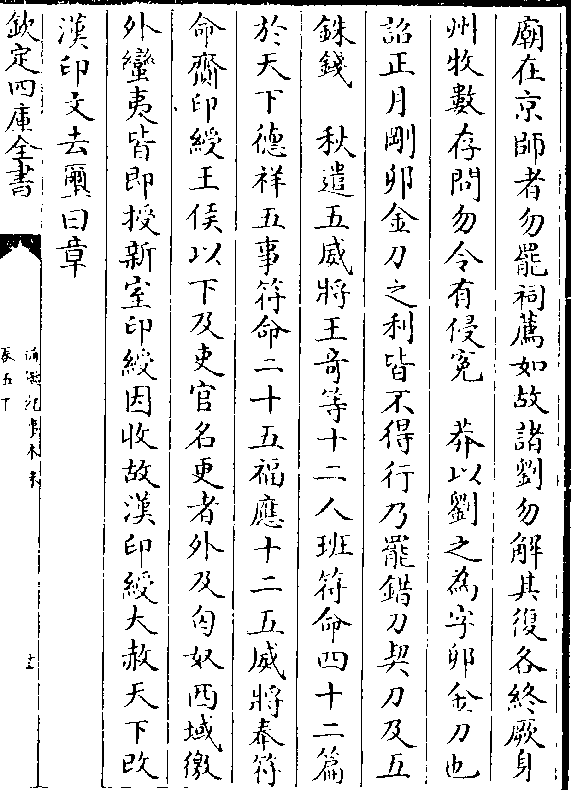 廟在京師者勿罷祠薦如故諸劉勿解其復各終厥身
州牧數存問勿令有侵寃　莽以劉之為字卯金刀也
詔正月剛卯金刀之利皆不得行乃罷錯刀契刀及五
銖錢　秋遣五威將王竒等十二人班符命四十二篇
於天下德祥五事符命二十五福應十二五威將奉符
命齎印綬王侯以下及吏官名更者外及匈奴西域徼
外蠻夷皆即授新室印綬因收故漢印綬大赦天下改
漢印文去璽曰章
欽定四庫全書